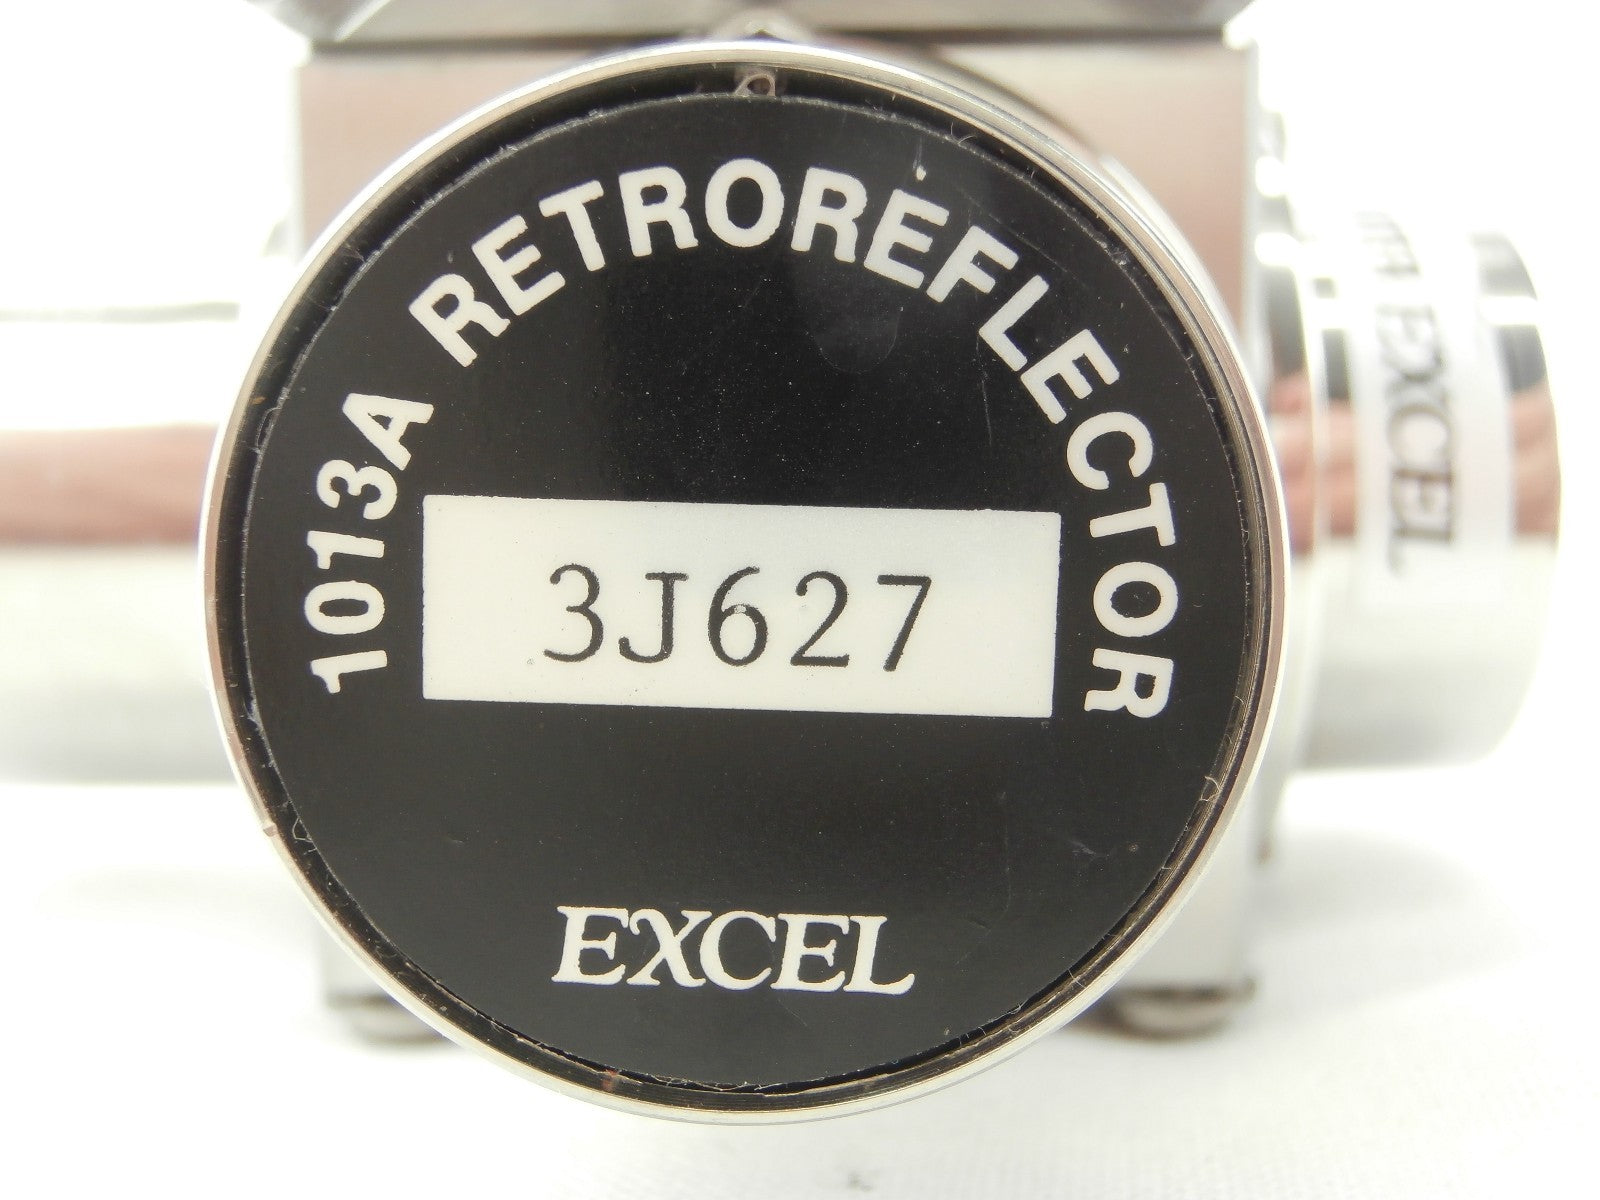 1013A RETROREFLECTOR
3J627
EXCEL
EXCEL